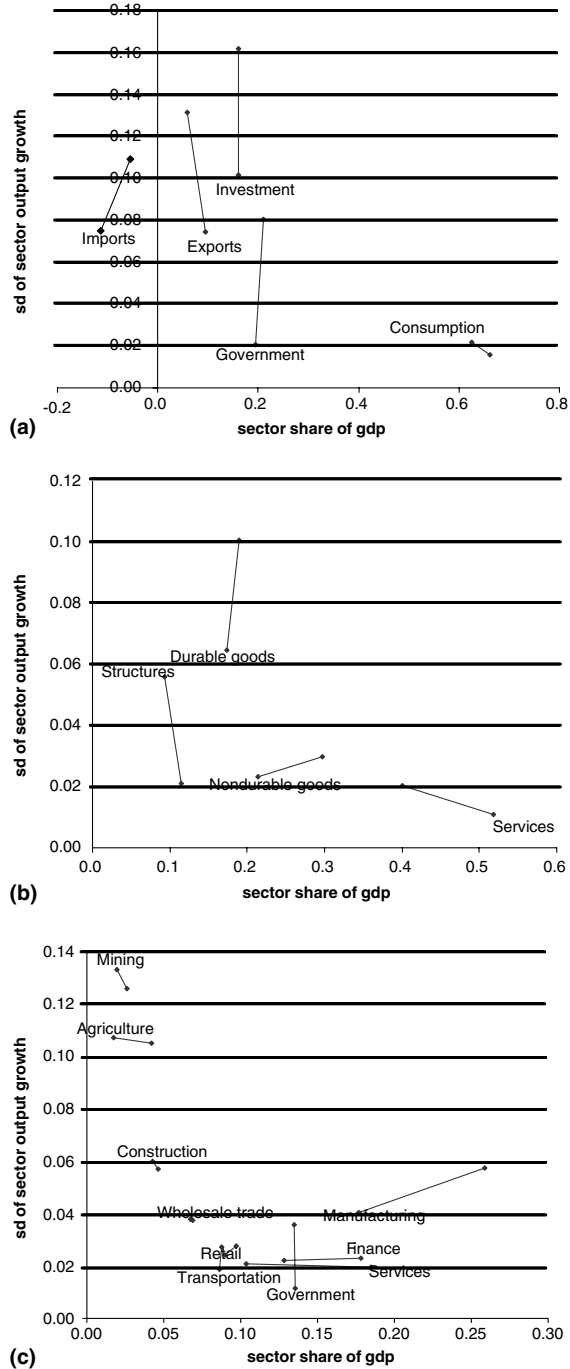 0.18
0.16
0.14
0.12
0.10
0.08
0.06
0.04
0.02
0.00
sd of sector output growth
Investment
Imports
Exports
Consumption
Government
-0.2 0.0 0.2 0.4 0.6 0.8
(a) sector share of gdp
0.12
0.10
0.08
0.06
0.04
0.02
0.00
sd of sector output growth
Durable goods
Structures
Nondurable goods
Services
0.0 0.1 0.2 0.3 0.4 0.5 0.6
(b) sector share of gdp
0.14
0.12
0.10
0.08
0.06
0.04
0.02
0.00
sd of sector output growth
Mining
Agriculture
Construction
Wholesale trade
Manufacturing
Retail
Finance
Transportation
Services
Government
0.00 0.05 0.10 0.15 0.20 0.25 0.30
(c) sector share of gdp